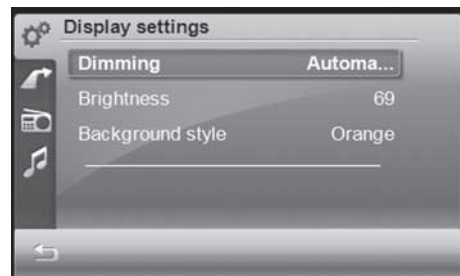 Display settings
Dimming Automa...
Brightness 69
Background style Orange